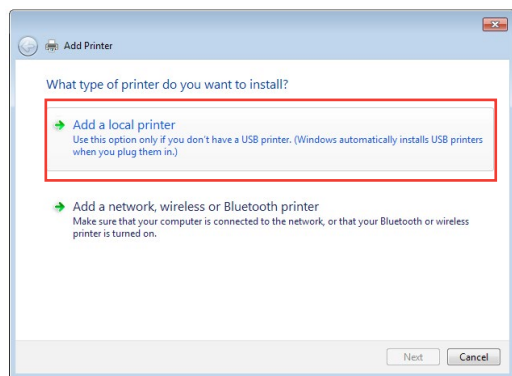 Add Printer
What type of printer do you want to install?
Add a local printer
Use this option only if you don't have a USB printer. (Windows automatically installs USB printers
when you plug them in.)
Add a network, wireless or Bluetooth printer
Make sure that your computer is connected to the network, or that your Bluetooth or wireless
printer is turned on.
Next
Cancel